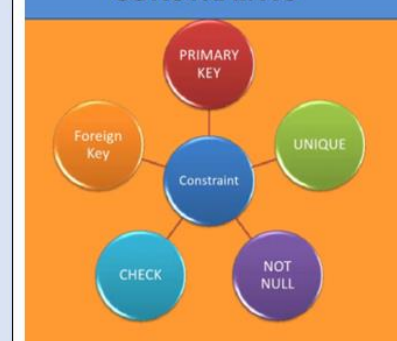 PRIMARY
KEY
Foreign
Key
UNIQUE
Constraint
CHECK
NOT
NULL